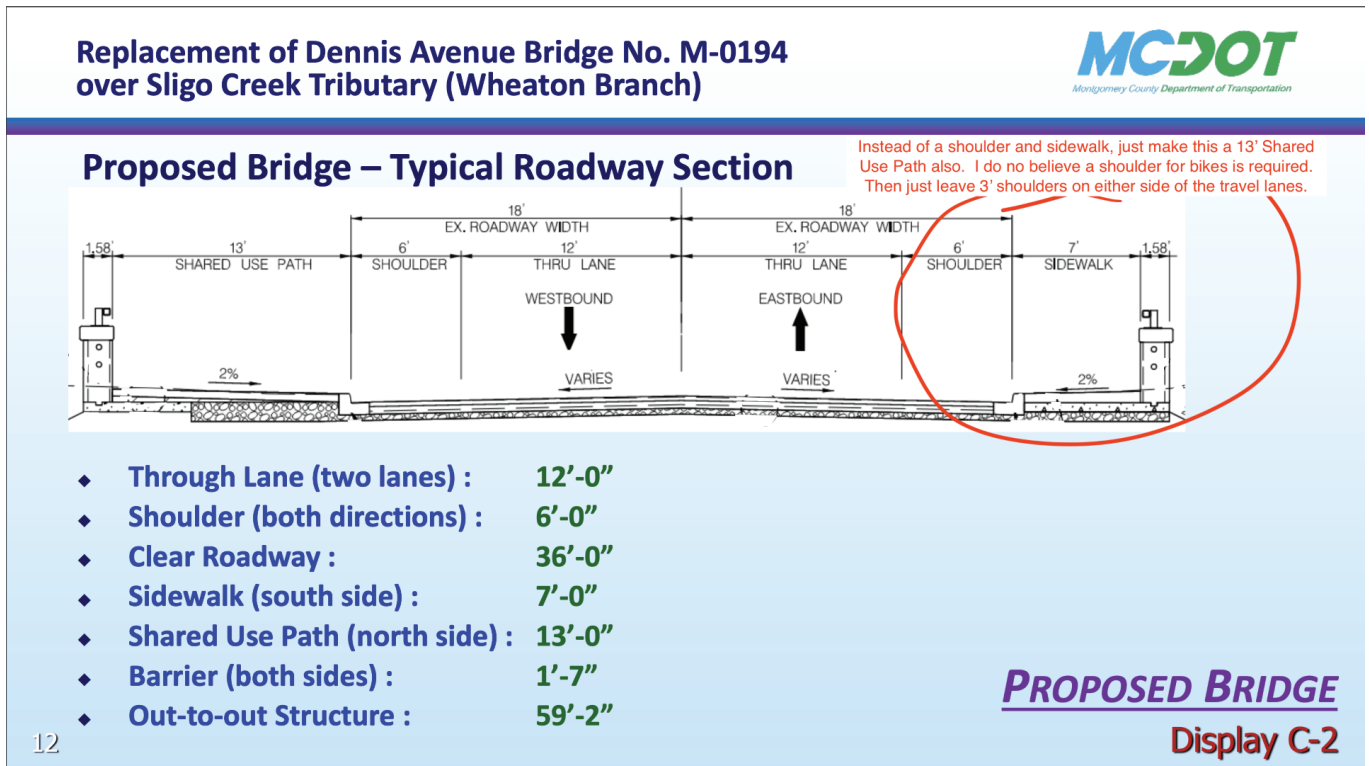 Replacement of Dennis Avenue Bridge No. M-0194
over Sligo Creek Tributary (Wheaton Branch)
MCDOT
Montgomery County Department of Transportation
Proposed Bridge – Typical Roadway Section
Instead of a shoulder and sidewalk, just make this a 13' Shared
Use Path also. I do no believe a shoulder for bikes is required.
Then just leave 3' shoulders on either side of the travel lanes.
18' 18'
EX. ROADWAY WIDTH EX. ROADWAY WIDTH
1.58' 13' 6' 12' 12' 6' 7' 1.58'
SHARED USE PATH SHOULDER THRU LANE THRU LANE SHOULDER SIDEWALK
WESTBOUND EASTBOUND
2% VARIES VARIES 2%
◆ Through Lane (two lanes) : 12'-0”
◆ Shoulder (both directions) : 6'-0”
◆ Clear Roadway : 36'-0”
◆ Sidewalk (south side) : 7'-0”
◆ Shared Use Path (north side) : 13'-0”
◆ Barrier (both sides) : 1'-7”
◆ Out-to-out Structure : 59'-2”
PROPOSED BRIDGE
12
Display C-2